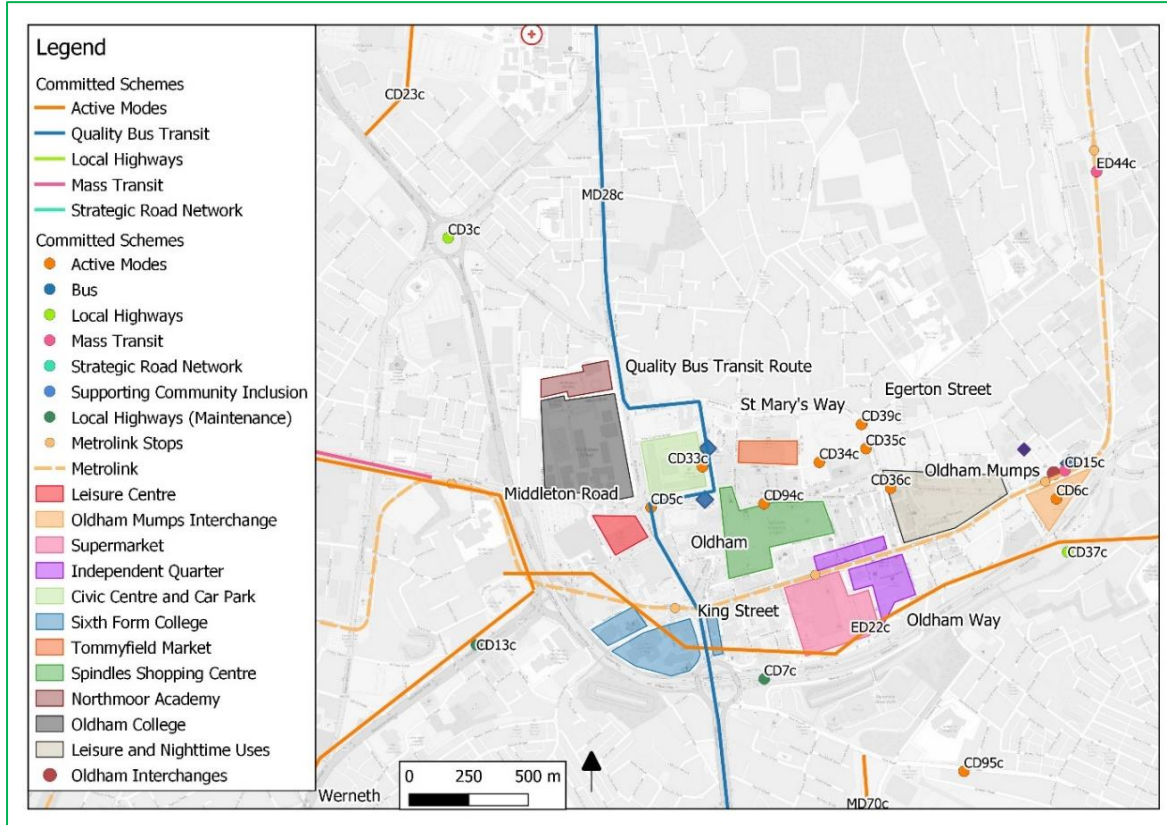 Legend
Committed Schemes
Active Modes
Quality Bus Transit
Local Highways
Mass Transit
Strategic Road Network
Committed Schemes
Active Modes
Bus
Local Highways
Mass Transit
Strategic Road Network
Supporting Community Inclusion
Local Highways (Maintenance)
Metrolink Stops
Metrolink
Leisure Centre
Oldham Mumps Interchange
Supermarket
Independent Quarter
Civic Centre and Car Park
Sixth Form College
Tommyfield Market
Spindles Shopping Centre
Northmoor Academy
Oldham College
Leisure and Nighttime Uses
Oldham Interchanges
CD23c
ED44c
MD28c
CD3c
Quality Bus Transit Route
Egerton Street
St Mary's Way
CD39c
CD35c
CD34c
CD33c
Oldham Mumps
CD15c
CD36c
Middleton Road
CD6c
CD5c
CD94c
Oldham
CD37c
King Street
Oldham Way
ED22c
CD13c
CD7c
CD95c
MD70c
0 250 500 m
Werneth